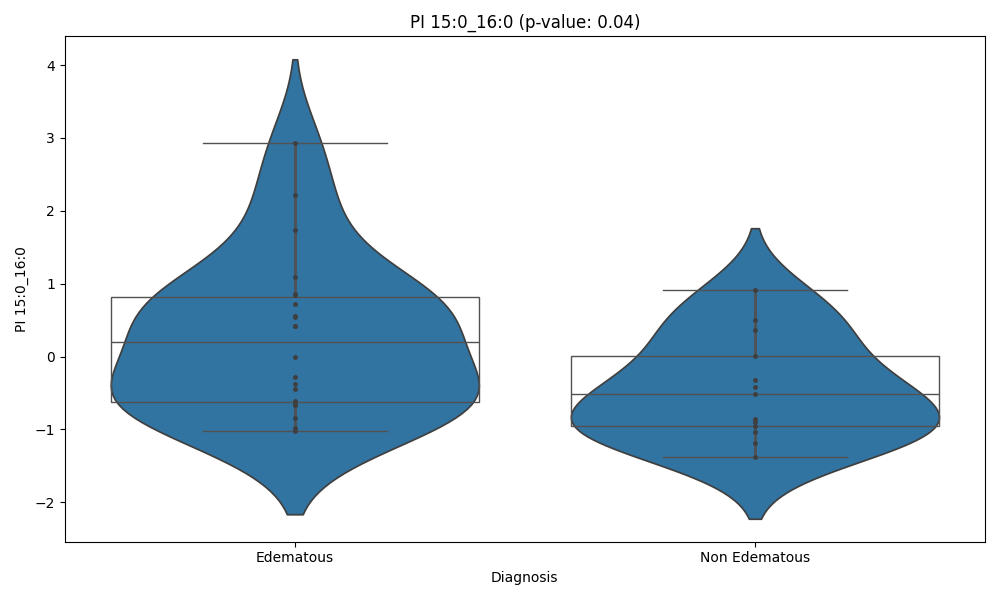 PI 15:0_16:0 (p-value: 0.04)
4
3
2
1
0
−1
−2
PI 15:0_16:0
Edematous
Non Edematous
Diagnosis